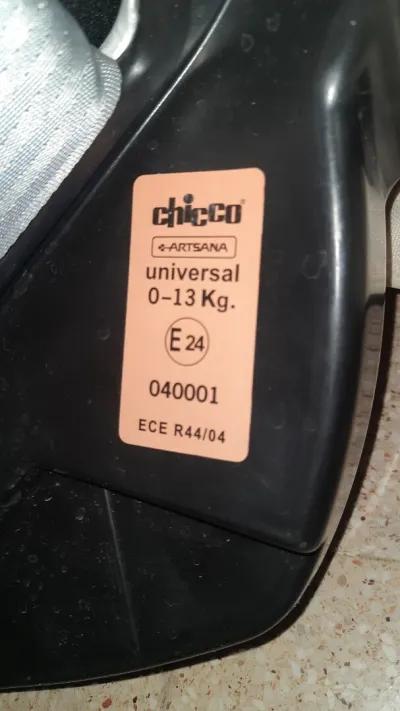 chicco®
ARTSANA
universal
0-13 Kg.
E 24
040001
ECE R44/04